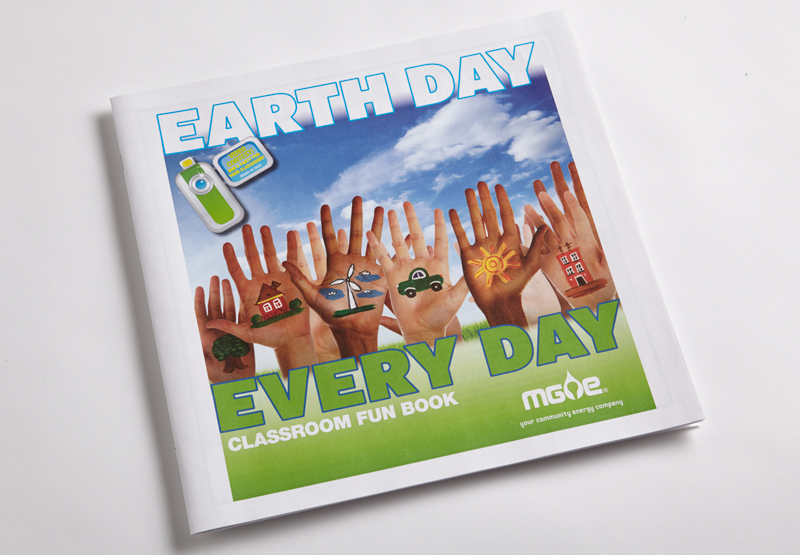 EARTH DAY
EVERY DAY
CLASSROOM FUN BOOK
MGe®
your community energy company